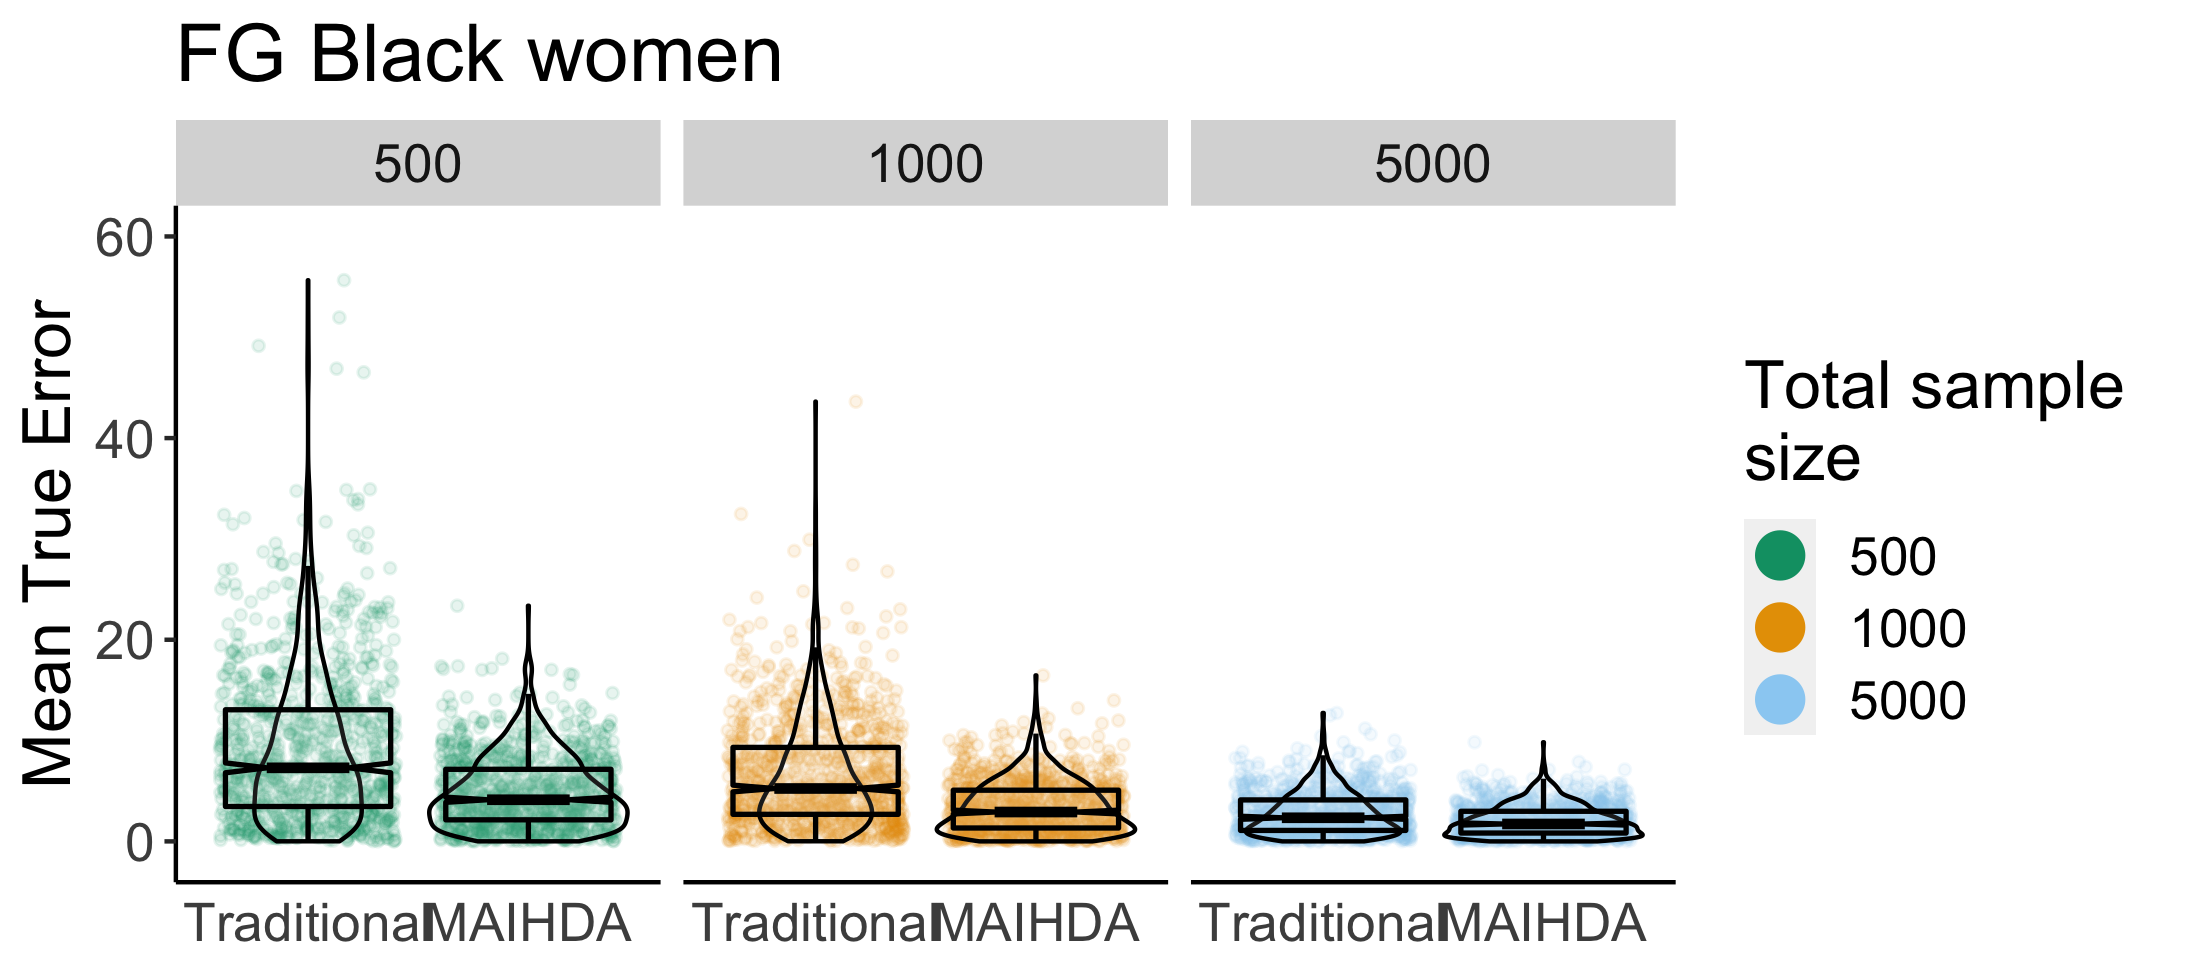 FG Black women
500 1000 5000
Mean True Error
60
40
20
0
Traditional MAIHDA Traditional MAIHDA Traditional MAIHDA
Total sample
size
500
1000
5000